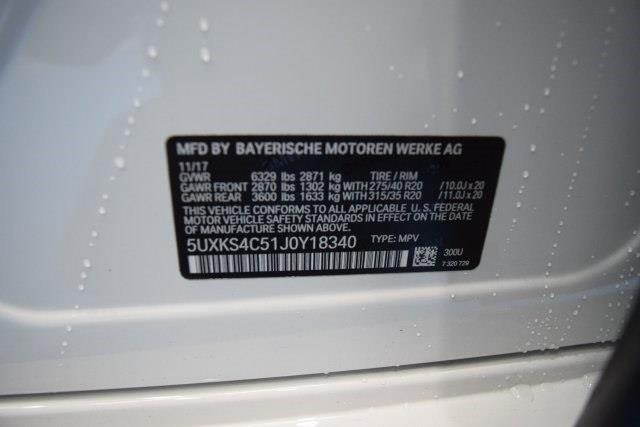 MFD BY BAYERISCHE MOTOREN WERKE AG
11/17
GVWR 6329 lbs 2871 kg TIRE / RIM
GAWR FRONT 2870 lbs 1302 kg WITH 275/40 R20 /10.0J x 20
GAWR REAR 3600 lbs 1633 kg WITH 315/35 R20 /11.0J x 20
THIS VEHICLE CONFORMS TO ALL APPLICABLE U. S. FEDERAL
MOTOR VEHICLE SAFETY STANDARDS IN EFFECT ON THE
DATE OF MANUFACTURE SHOWN ABOVE.
5UXKS4C51J0Y18340 TYPE: MPV
300U
7 320 729